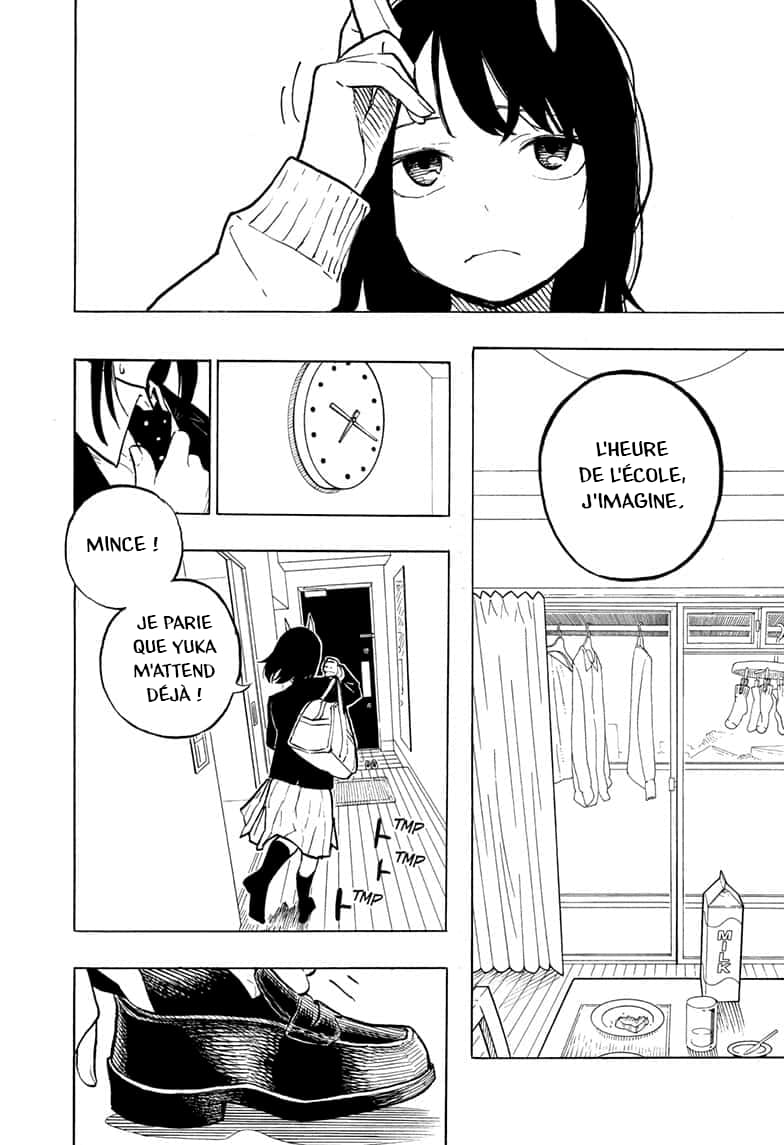 L'HEURE
DE L'ÉCOLE,
J'IMAGINE.
MILK
MINCE !
JE PARIE
QUE YUKA
M'ATTEND
DÉJÀ !
TMP
TMP
TMP